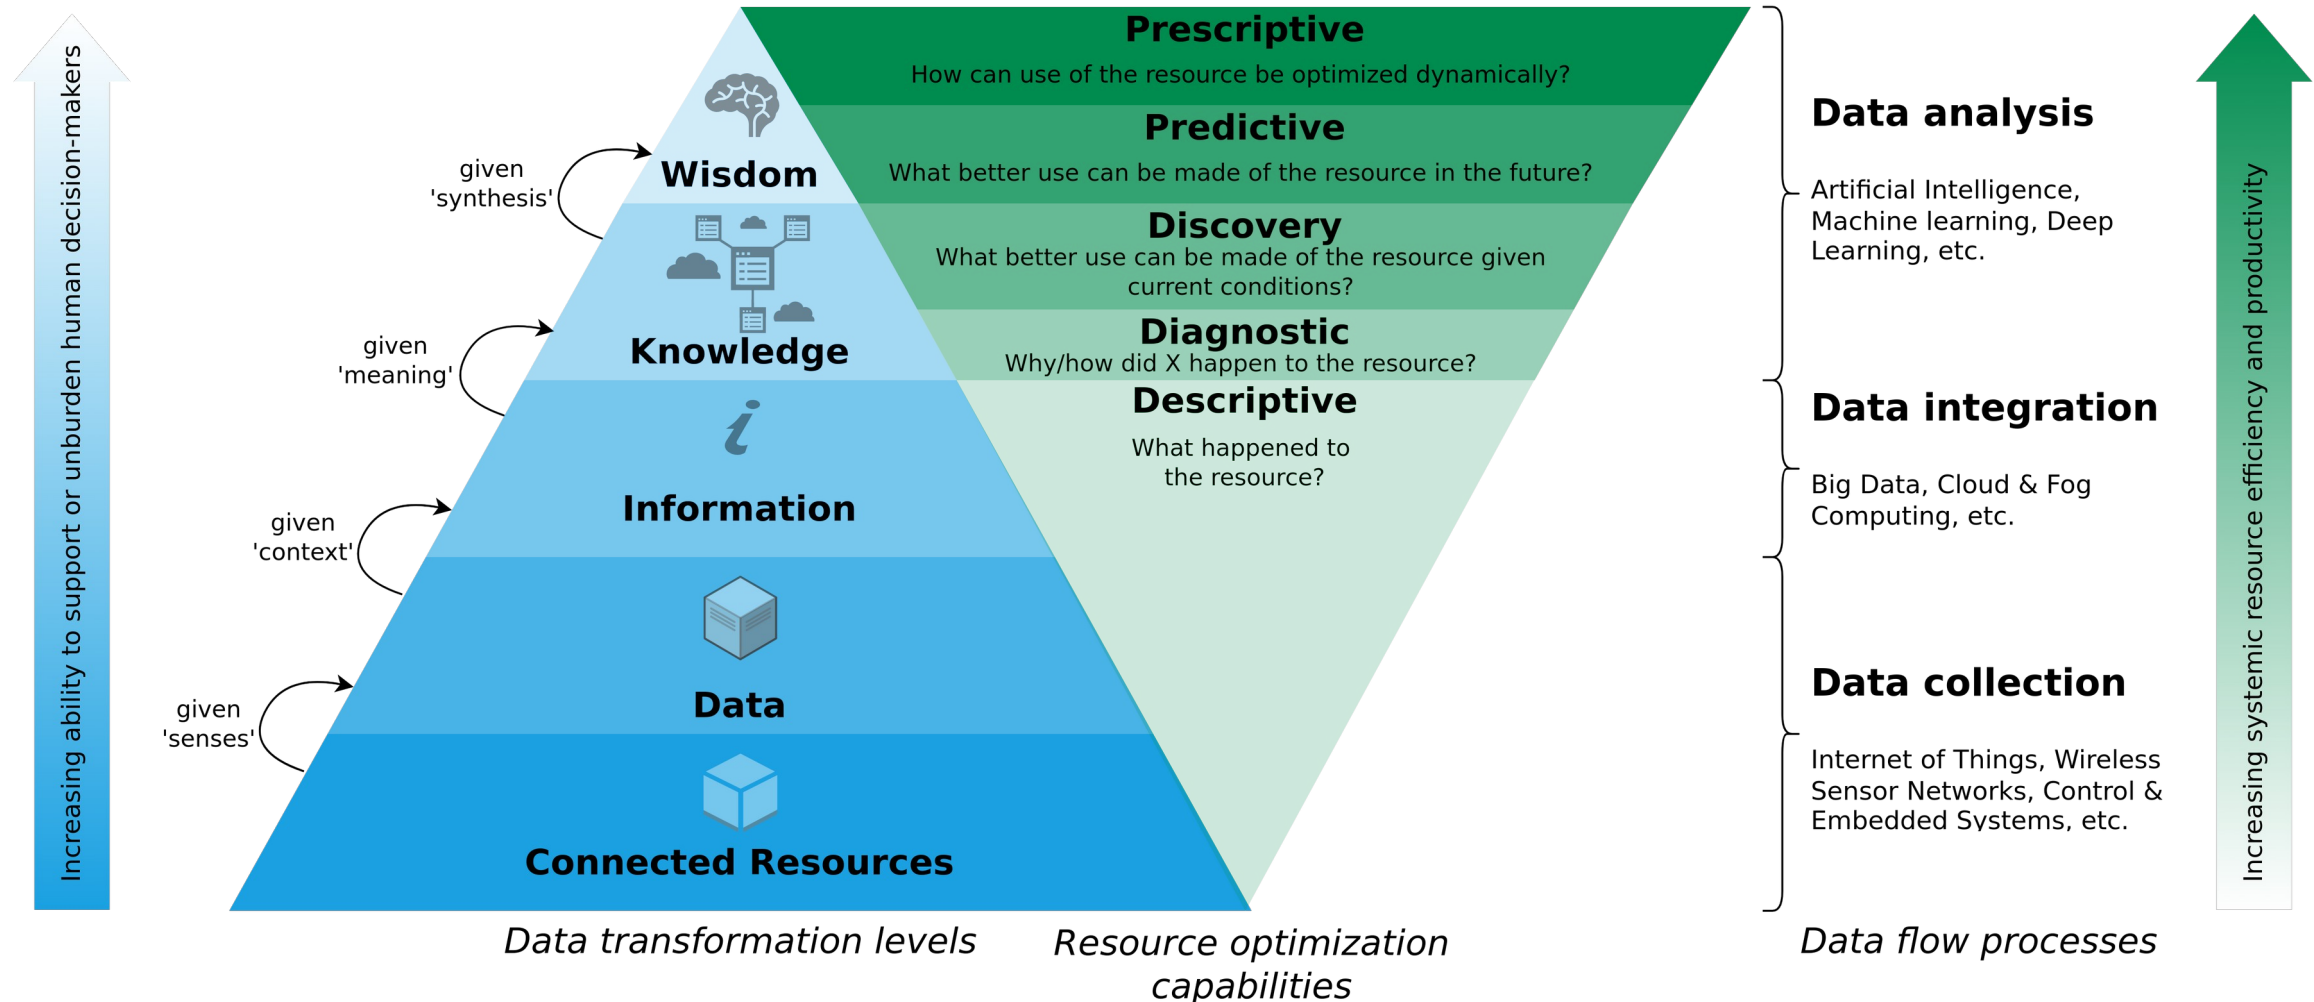 Increasing ability to support or unburden human decision-makers
given
'synthesis'
given
'meaning'
given
'context'
given
'senses'
Wisdom
Knowledge
i
Information
Data
Connected Resources
Data transformation levels
Prescriptive
How can use of the resource be optimized dynamically?
Predictive
What better use can be made of the resource in the future?
Discovery
What better use can be made of the resource given
current conditions?
Diagnostic
Why/how did X happen to the resource?
Descriptive
What happened to
the resource?
Resource optimization
capabilities
Data analysis
Artificial Intelligence,
Machine learning, Deep
Learning, etc.
Data integration
Big Data, Cloud & Fog
Computing, etc.
Data collection
Internet of Things, Wireless
Sensor Networks, Control &
Embedded Systems, etc.
Data flow processes
Increasing systemic resource efficiency and productivity